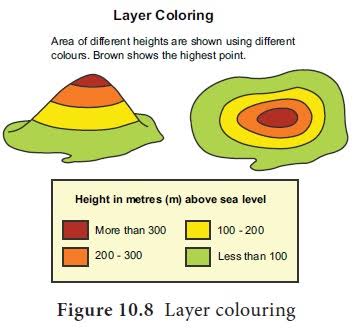 Layer Coloring
Area of different heights are shown using different
colours. Brown shows the highest point.
Height in metres (m) above sea level
More than 300
100 - 200
200 - 300
Less than 100
Figure 10.8 Layer colouring